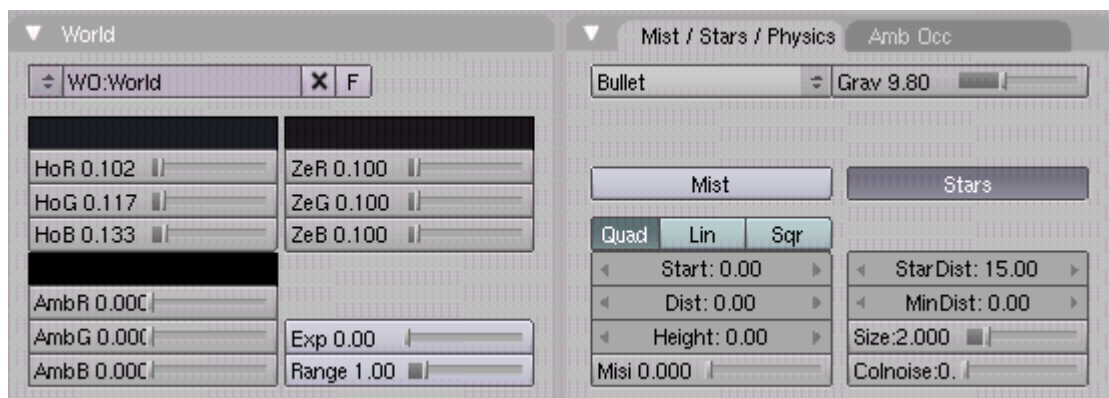 World
WO:World
F
HoR 0.102
HoG 0.117
HoB 0.133
ZeR 0.100
ZeG 0.100
ZeB 0.100
AmbR 0.000
AmbG 0.000
AmbB 0.000
Exp 0.00
Range 1.00
Mist / Stars / Physics
Amb Occ
Bullet
Grav 9.80
Mist
Stars
Quad
Lin
Sqr
Start: 0.00
Dist: 0.00
Height: 0.00
Misi 0.000
StarDist: 15.00
MinDist: 0.00
Size:2.000
Colnoise:0.